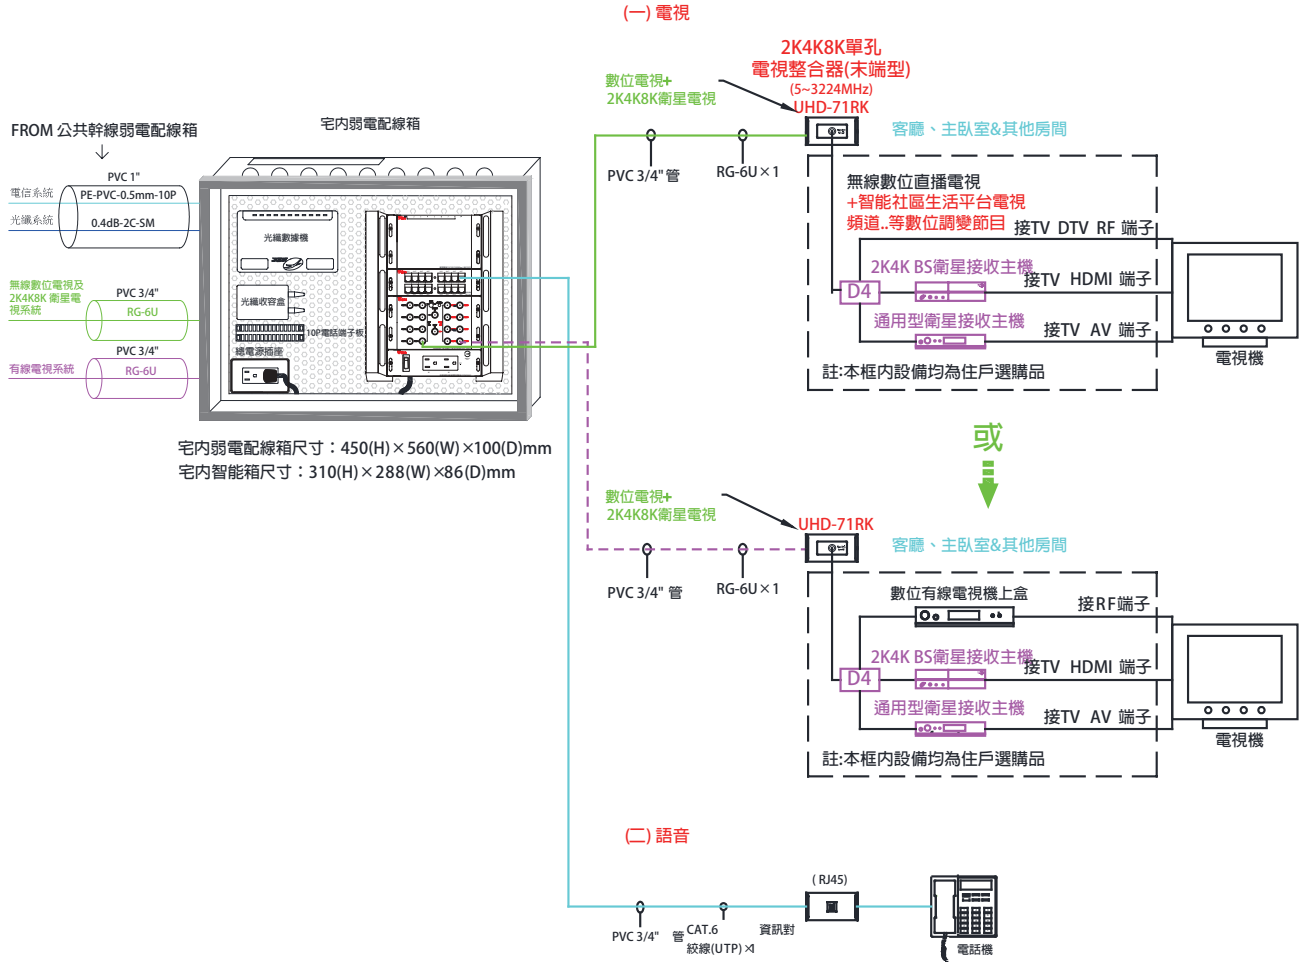 (一) 電視
2K4K8K單孔
電視整合器(末端型)
(5~3224MHz)
UHD-71RK
數位電視+
2K4K8K衛星電視
客廳、主臥室&其他房間
PVC 3/4" 管
RG-6U×1
FROM 公共幹線弱電配線箱
宅內弱電配線箱
PVC 1"
電信系統
PE-PVC-0.5mm-10P
光纖系統
0.4dB-2C-SM
無線數位電視及
2K4K8K 衛星電
視系統
PVC 3/4"
RG-6U
PVC 3/4"
有線電視系統
RG-6U
光纖數據機
光纖收容盒
10P電話端子板
總電源插座
宅內弱電配線箱尺寸：450(H)×560(W)×100(D)mm
宅內智能箱尺寸：310(H)×288(W)×86(D)mm
無線數位直播電視
+智能社區生活平台電視
頻道..等數位調變節目
接TV DTV RF 端子
2K4K BS衛星接收主機
接TV HDMI 端子
D4
通用型衛星接收主機
接TV AV 端子
電視機
註:本框內設備均為住戶選購品
或
數位電視+
2K4K8K衛星電視
UHD-71RK
客廳、主臥室&其他房間
PVC 3/4" 管
RG-6U×1
數位有線電視機上盒
接RF端子
2K4K BS衛星接收主機
接TV HDMI 端子
D4
通用型衛星接收主機
接TV AV 端子
電視機
註:本框內設備均為住戶選購品
(二) 語音
( RJ45)
PVC 3/4" 管
CAT.6 資訊對
絞線(UTP) ×1
電話機